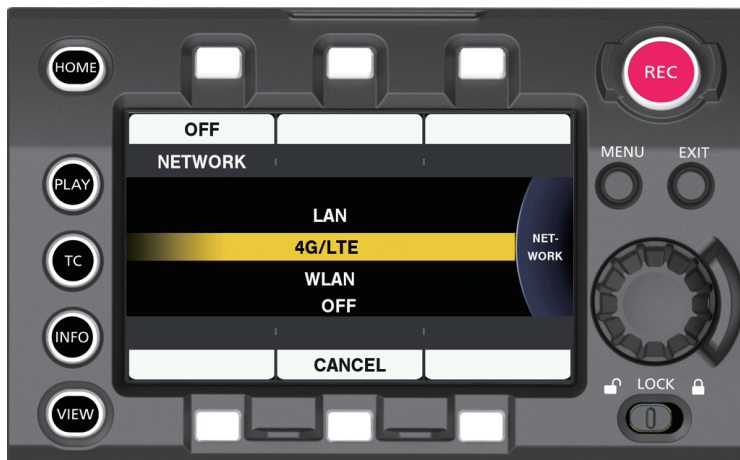 HOME
REC
OFF
NETWORK
MENU EXIT
PLAY
LAN
4G/LTE
NET-
WORK
TC
WLAN
OFF
INFO
CANCEL
LOCK
VIEW